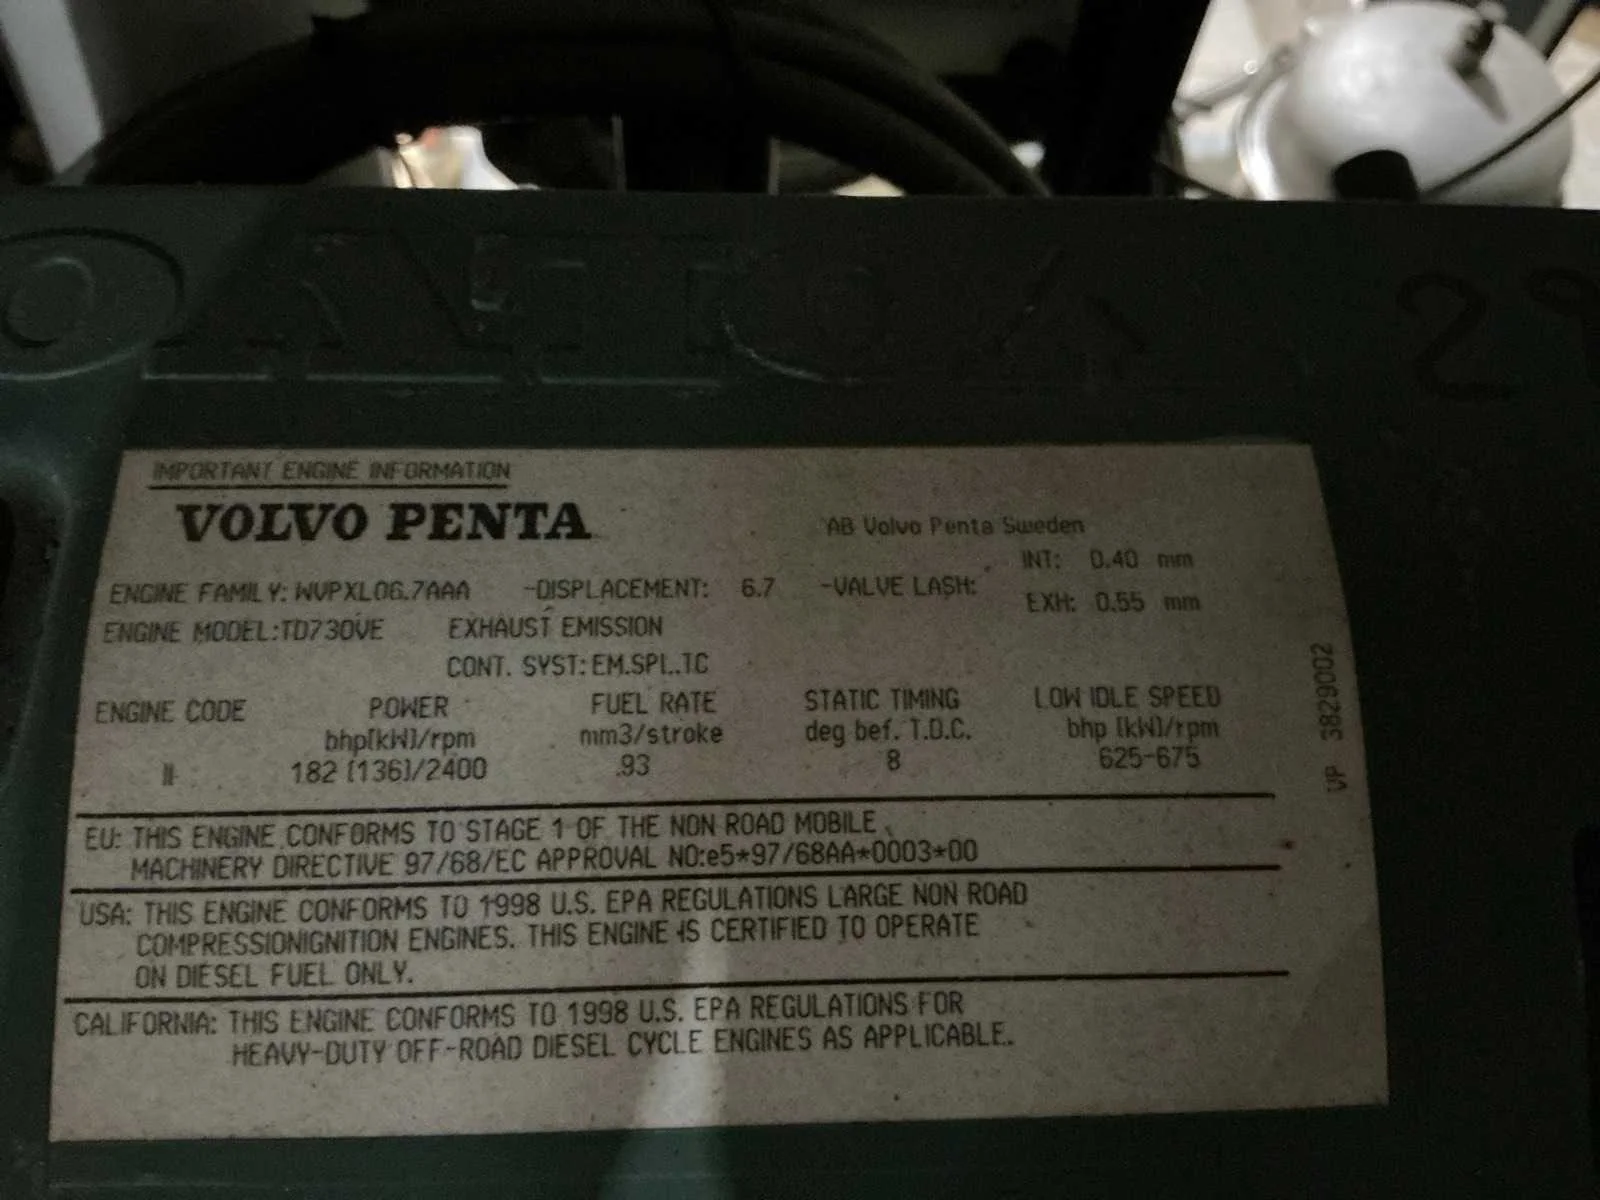 IMPORTANT ENGINE INFORMATION
VOLVO PENTA
AB Volvo Penta Sweden
ENGINE FAMILY: WVPXL06.7AAA -DISPLACEMENT: 6.7 -VALVE LASH: INT: 0.40 mm
EXH: 0.55 mm
ENGINE MODEL:TD730VE EXHAUST EMISSION
CONT. SYST: EM.SPL.TC
ENGINE CODE POWER FUEL RATE STATIC TIMING LOW IDLE SPEED
bhp[kW]/rpm mm3/stroke deg bef. T.D.C. bhp [kW]/rpm
182 [136]/2400 .93 8 625-675
VP 3829002
EU: THIS ENGINE CONFORMS TO STAGE 1 OF THE NON ROAD MOBILE
MACHINERY DIRECTIVE 97/68/EC APPROVAL NO:e5*97/68AA*0003*00
USA: THIS ENGINE CONFORMS TO 1998 U.S. EPA REGULATIONS LARGE NON ROAD
COMPRESSIONIGNITION ENGINES. THIS ENGINE IS CERTIFIED TO OPERATE
ON DIESEL FUEL ONLY.
CALIFORNIA: THIS ENGINE CONFORMS TO 1998 U.S. EPA REGULATIONS FOR
HEAVY-DUTY OFF-ROAD DIESEL CYCLE ENGINES AS APPLICABLE.